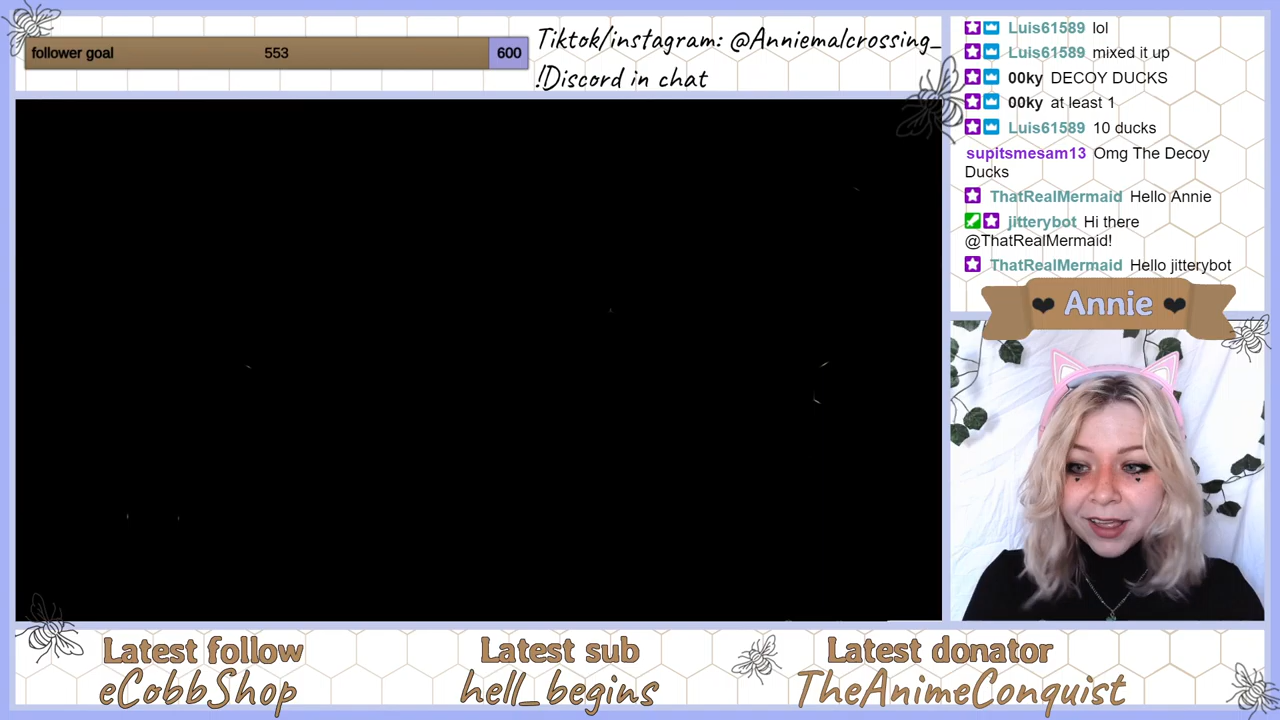 follower goal 553 600
Tiktok/instagram: @Anniemalcrossing_
!Discord in chat
Luis61589 lol
Luis61589 mixed it up
00ky DECOY DUCKS
00ky at least 1
Luis61589 10 ducks
supitsmesam13 Omg The Decoy
Ducks
ThatRealMermaid Hello Annie
jitterybot Hi there
@ThatRealMermaid!
ThatRealMermaid Hello jitterybot
Annie
Latest follow
eCobbShop
Latest sub
hell_begins
Latest donator
TheAnimeConquist